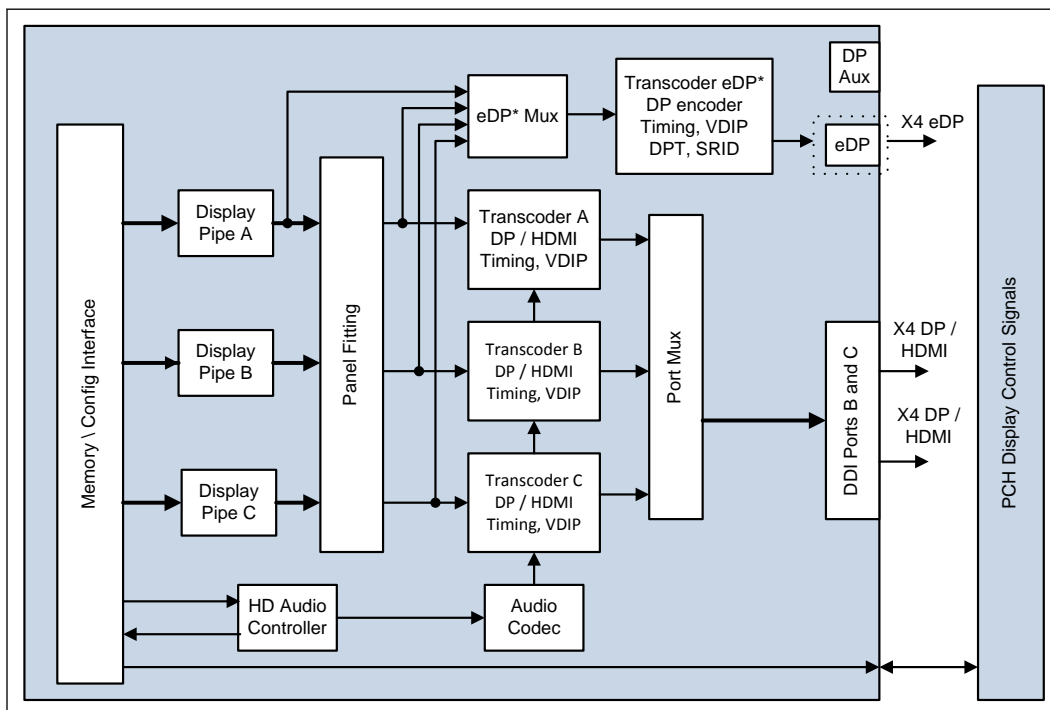 DP
Aux
Transcoder eDP*
DP encoder
Timing, VDIP
DPT, SRID
eDP* Mux
eDP
X4 eDP
Memory \ Config Interface
Display
Pipe A
Display
Pipe B
Display
Pipe C
Panel Fitting
Transcoder A
DP / HDMI
Timing, VDIP
Transcoder B
DP / HDMI
Timing, VDIP
Transcoder C
DP / HDMI
Timing, VDIP
Port Mux
DDI Ports B and C
X4 DP /
HDMI
X4 DP /
HDMI
PCH Display Control Signals
HD Audio
Controller
Audio
Codec